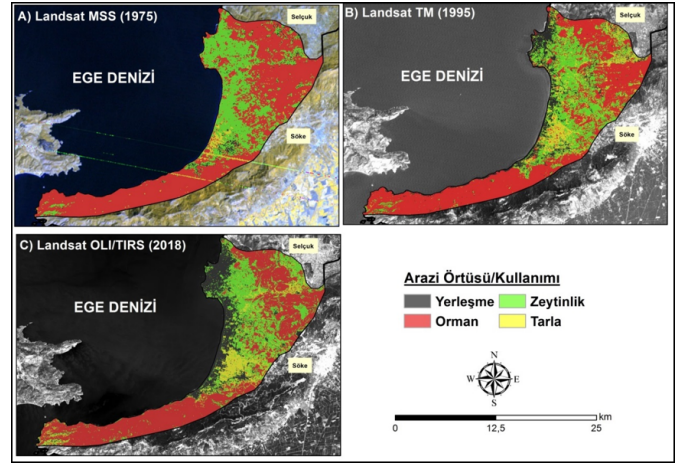 A) Landsat MSS (1975)
Selçuk
EGE DENİZİ
Söke
B) Landsat TM (1995)
Selçuk
EGE DENİZİ
Söke
C) Landsat OLI/TIRS (2018)
Selçuk
EGE DENİZİ
Söke
Arazi Örtüsü/Kullanımı
Yerleşme
Zeytinlik
Orman
Tarla
N
W
E
S
km
0
12,5
25